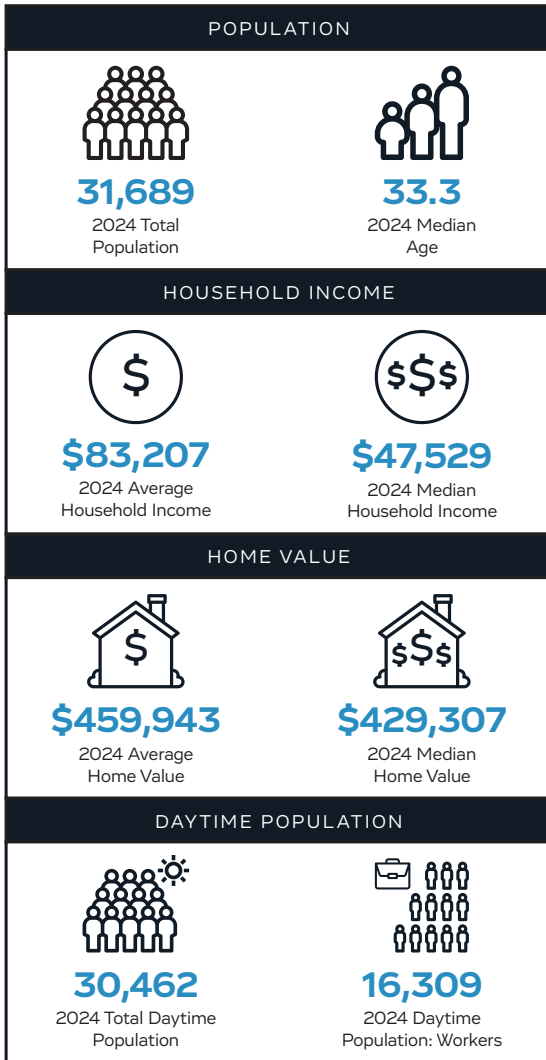 POPULATION
31,689
2024 Total
Population
33.3
2024 Median
Age
HOUSEHOLD INCOME
$
$83,207
2024 Average
Household Income
$$$
$47,529
2024 Median
Household Income
HOME VALUE
$
$459,943
2024 Average
Home Value
$$$
$429,307
2024 Median
Home Value
DAYTIME POPULATION
30,462
2024 Total Daytime
Population
16,309
2024 Daytime
Population: Workers